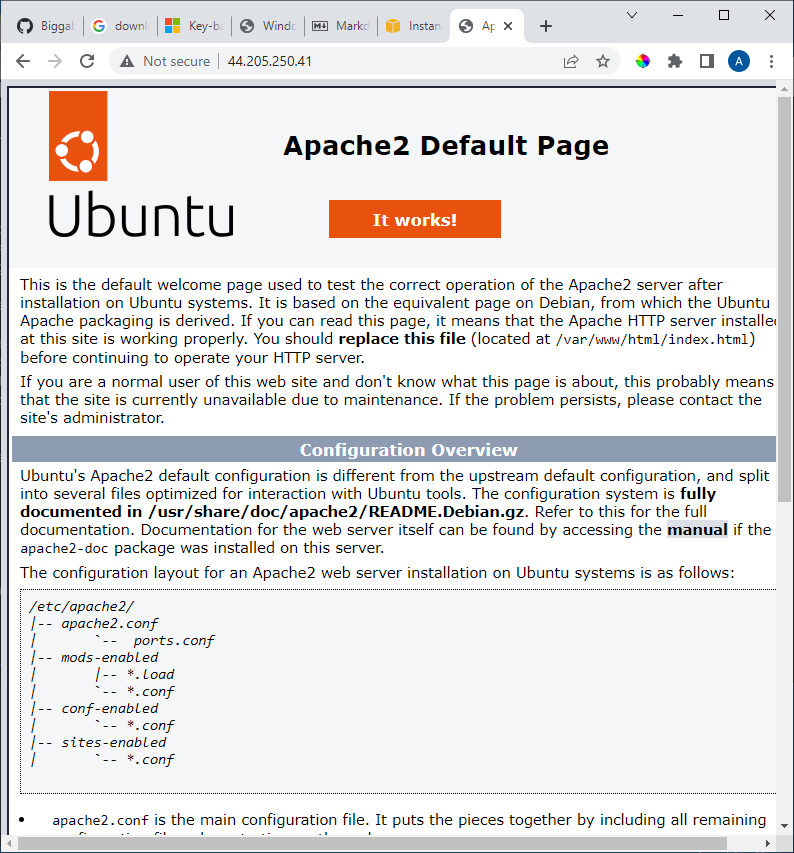 Bigga
downl
Key-ba
Windo
Markd
Instan
Ap
Not secure
44.205.250.41
A
Apache2 Default Page
Ubuntu
It works!
This is the default welcome page used to test the correct operation of the Apache2 server after
installation on Ubuntu systems. It is based on the equivalent page on Debian, from which the Ubuntu
Apache packaging is derived. If you can read this page, it means that the Apache HTTP server installed
at this site is working properly. You should replace this file (located at /var/www/html/index.html)
before continuing to operate your HTTP server.
If you are a normal user of this web site and don't know what this page is about, this probably means
that the site is currently unavailable due to maintenance. If the problem persists, please contact the
site's administrator.
Configuration Overview
Ubuntu's Apache2 default configuration is different from the upstream default configuration, and split
into several files optimized for interaction with Ubuntu tools. The configuration system is fully
documented in /usr/share/doc/apache2/README.Debian.gz. Refer to this for the full
documentation. Documentation for the web server itself can be found by accessing the manual if the
apache2-doc package was installed on this server.
The configuration layout for an Apache2 web server installation on Ubuntu systems is as follows:
/etc/apache2/
|-- apache2.conf
|       `--  ports.conf
|-- mods-enabled
|       |-- *.load
|       `-- *.conf
|-- conf-enabled
|       `-- *.conf
|-- sites-enabled
|       `-- *.conf
• apache2.conf is the main configuration file. It puts the pieces together by including all remaining